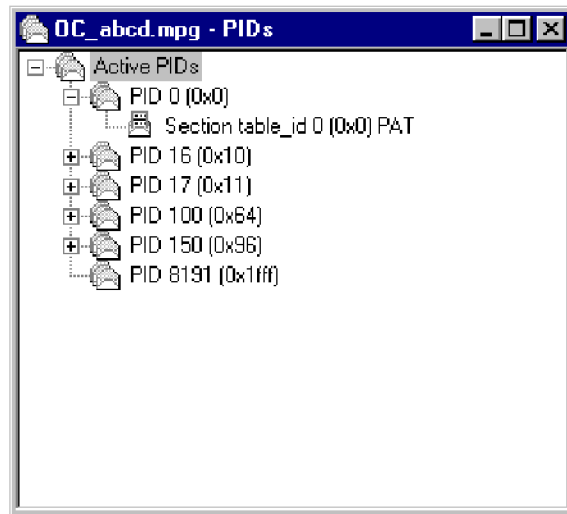 OC_abcd.mpg - PIDs
Active PIDs
PID 0 (0x0)
Section table_id 0 (0x0) PAT
PID 16 (0x10)
PID 17 (0x11)
PID 100 (0x64)
PID 150 (0x96)
PID 8191 (0x1fff)